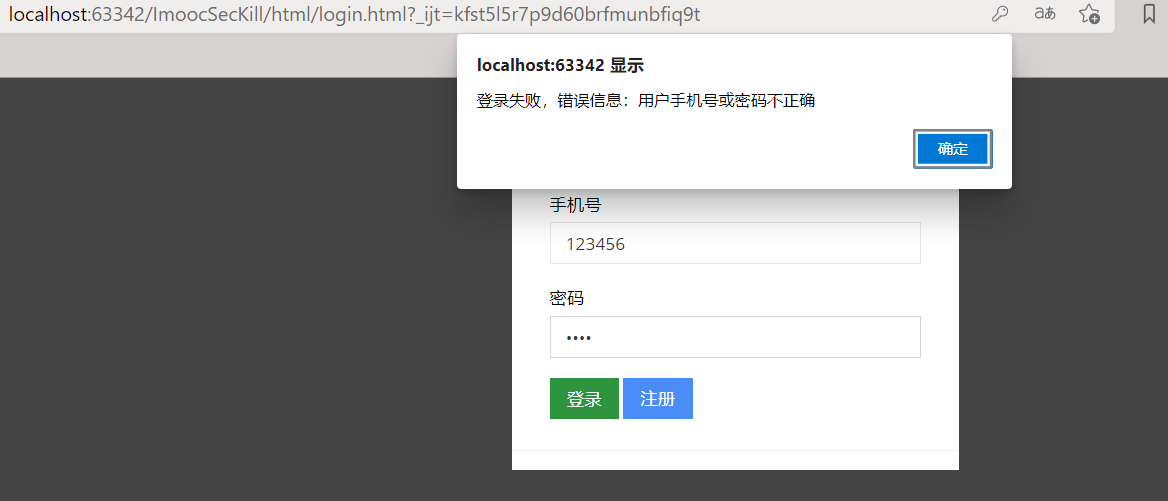 localhost:63342/ImoocSecKill/html/login.html?_ijt=kfst5l5r7p9d60brfmunbfiq9t
aあ
localhost:63342 显示
登录失败，错误信息：用户手机号或密码不正确
确定
手机号
123456
密码
••••
登录 注册